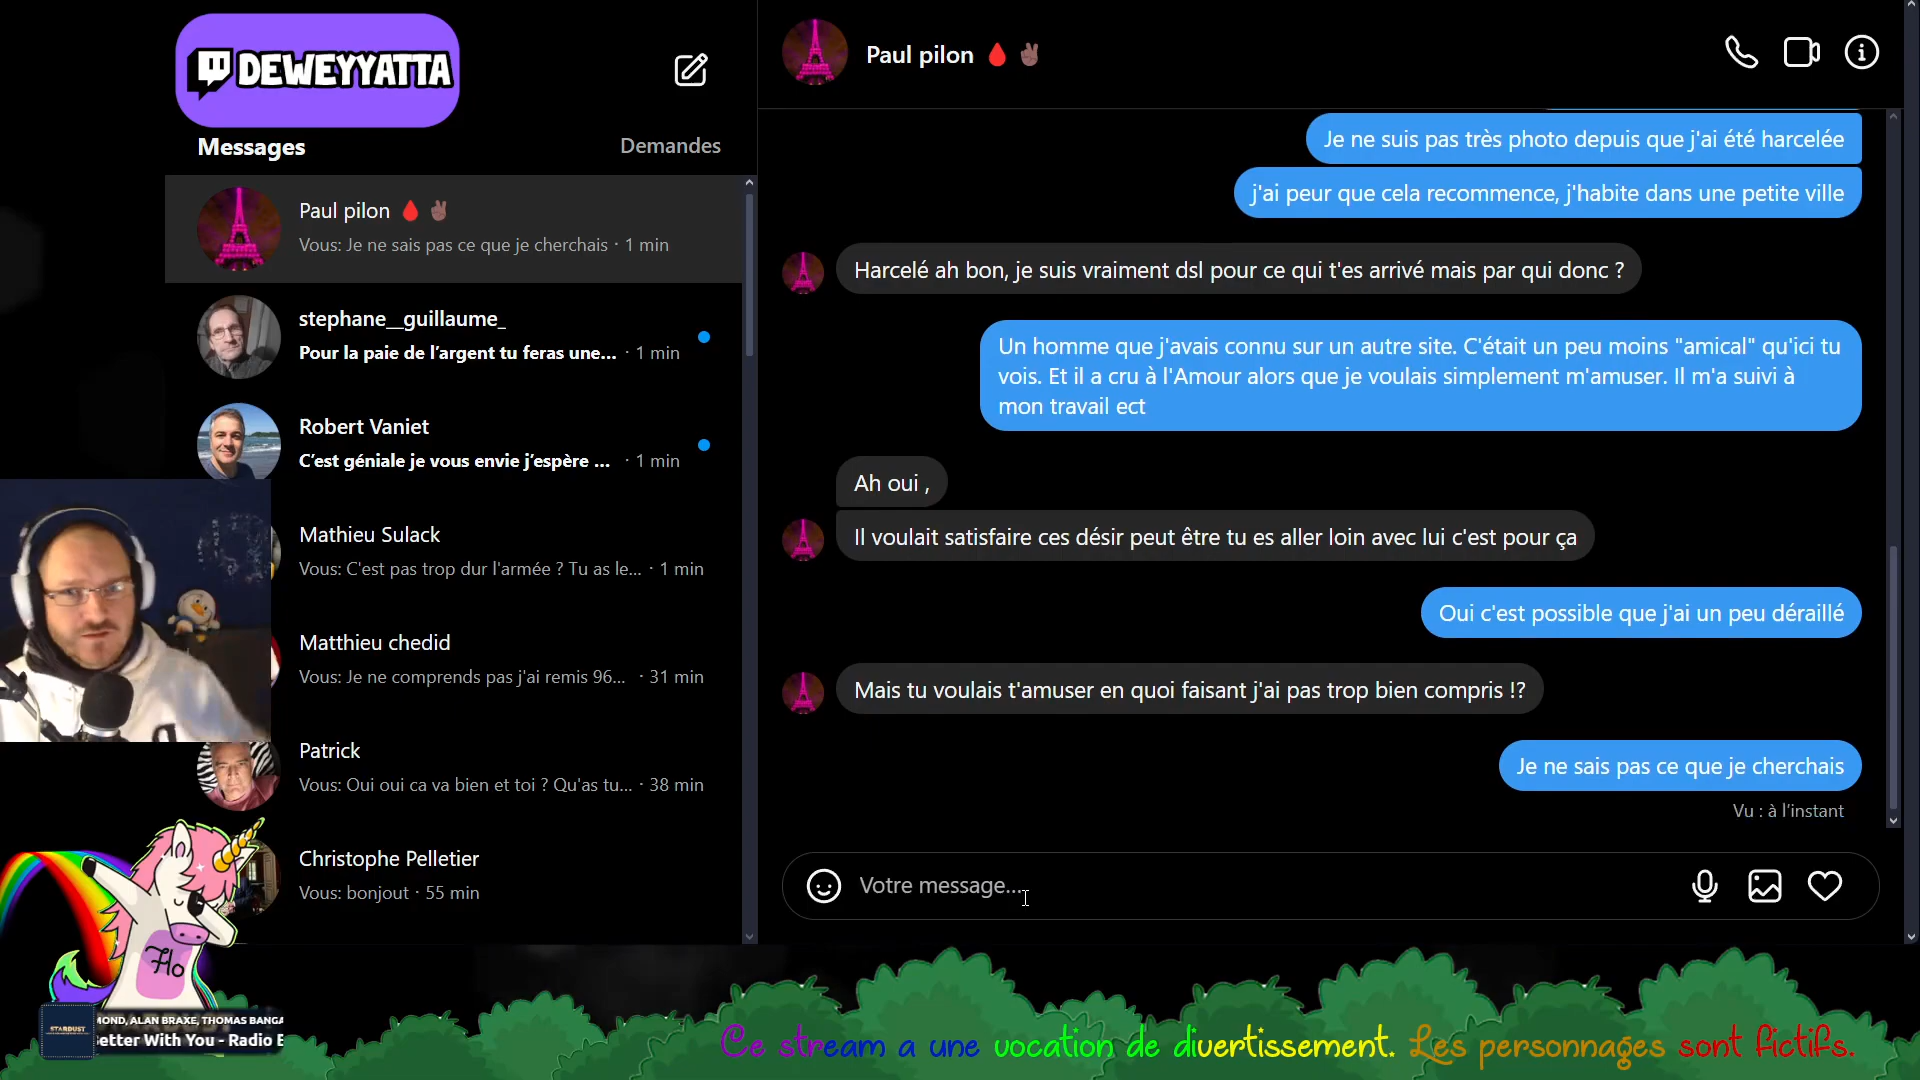 DEWEYYATTA
Messages
Demandes
Paul pilon
Vous: Je ne sais pas ce que je cherchais · 1 min
stephane__guillaume_
Pour la paie de l’argent tu feras une... · 1 min
Robert Vaniet
C’est géniale je vous envie j’espère ... · 1 min
Mathieu Sulack
Vous: C'est pas trop dur l'armée ? Tu as le... · 1 min
Matthieu chedid
Vous: Je ne comprends pas j'ai remis 96... · 31 min
Patrick
Vous: Oui oui ca va bien et toi ? Qu'as tu... · 38 min
Christophe Pelletier
Vous: bonjout · 55 min
Paul pilon
Je ne suis pas très photo depuis que j'ai été harcelée
j'ai peur que cela recommence, j'habite dans une petite ville
Harcelé ah bon, je suis vraiment dsl pour ce qui t'es arrivé mais par qui donc ?
Un homme que j'avais connu sur un autre site. C'était un peu moins "amical" qu'ici tu
vois. Et il a cru à l'Amour alors que je voulais simplement m'amuser. Il m'a suivi à
mon travail ect
Ah oui ,
Il voulait satisfaire ces désir peut être tu es aller loin avec lui c'est pour ça
Oui c'est possible que j'ai un peu déraillé
Mais tu voulais t'amuser en quoi faisant j'ai pas trop bien compris !?
Je ne sais pas ce que je cherchais
Vu : à l’instant
Votre message...
Flo
STARDUST
MOND, ALAN BRAXE, THOMAS BANGA
etter With You - Radio E
Ce stream a une vocation de divertissement. Les personnages sont fictifs.